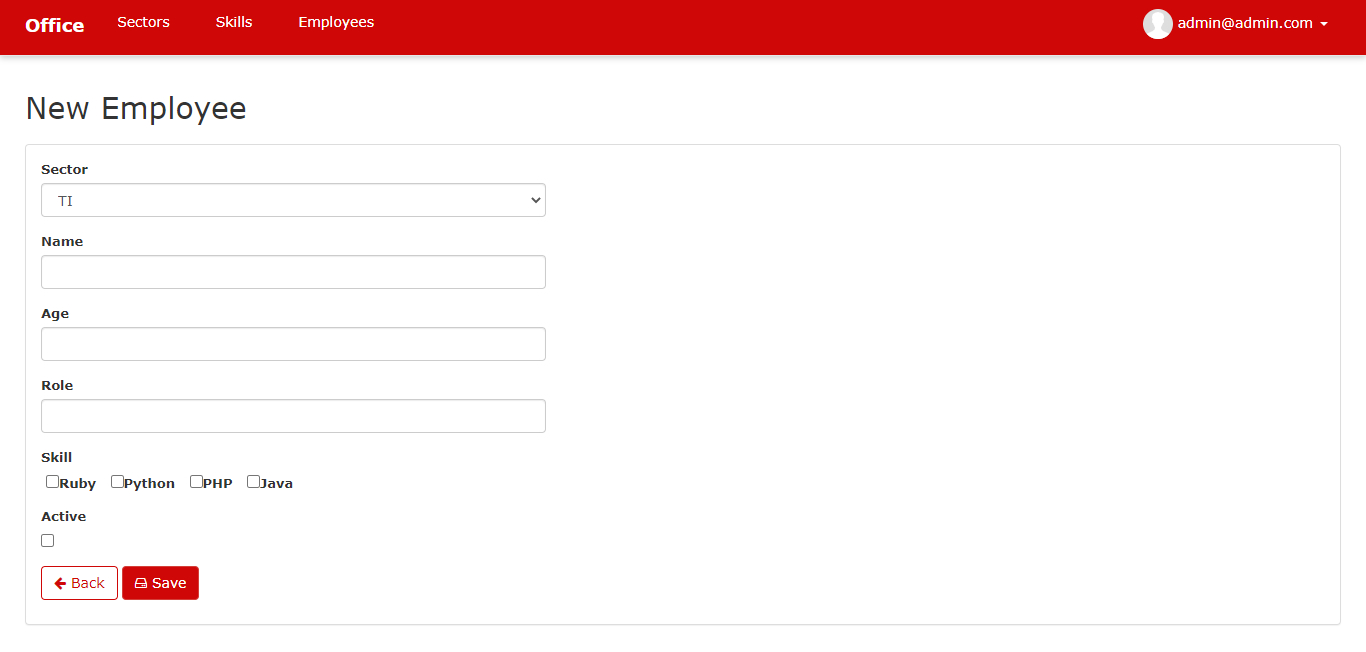 Office Sectors Skills Employees admin@admin.com
New Employee
Sector
TI
Name
Age
Role
Skill
Ruby Python PHP Java
Active
Back Save